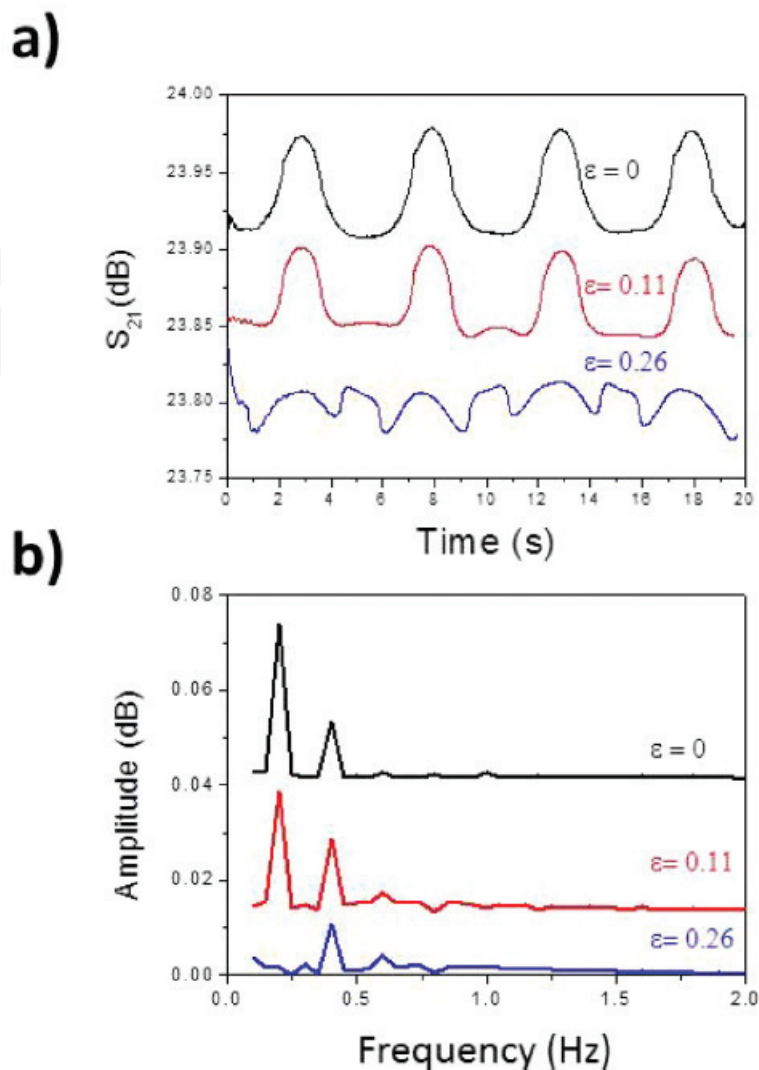 a)
24.00
23.95
23.90
23.85
23.80
23.75
S21 (dB)
ε = 0
ε= 0.11
ε= 0.26
0 2 4 6 8 10 12 14 16 18 20
Time (s)
b)
0.08
0.06
0.04
0.02
0.00
Amplitude (dB)
ε = 0
ε= 0.11
ε= 0.26
0.0 0.5 1.0 1.5 2.0
Frequency (Hz)